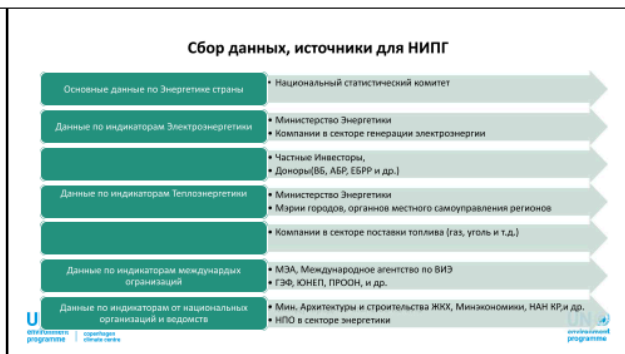 Сбор данных, источники для НИПГ
Основные данные по Энергетике страны
• Национальный статистический комитет
Данные по индикаторам Электроэнергетики
• Министерство Энергетики
• Компании в секторе генерации электроэнергии
• Частные Инвесторы,
• Доноры(ВБ, АБР, ЕБРР и др.)
Данные по индикаторам Теплоэнергетики
• Министерство Энергетики
• Мэрии городов, органнов местного самоуправления регионов
• Компании в секторе поставки топлива (газ, уголь и т.д.)
Данные по индикаторам междунардых
огранизаций
• МЭА, Международное агентство по ВИЭ
• ГЭФ, ЮНЕП, ПРООН, и др.
Данные по индикаторам от национальных
организаций и ведомств
• Мин. Архитектуры и строительства ЖКХ, Минэкономики, НАН КР,и др.
• НПО в секторе энергетики
U
environment
programme
copenhagen
climate centre
UN
environment
programme